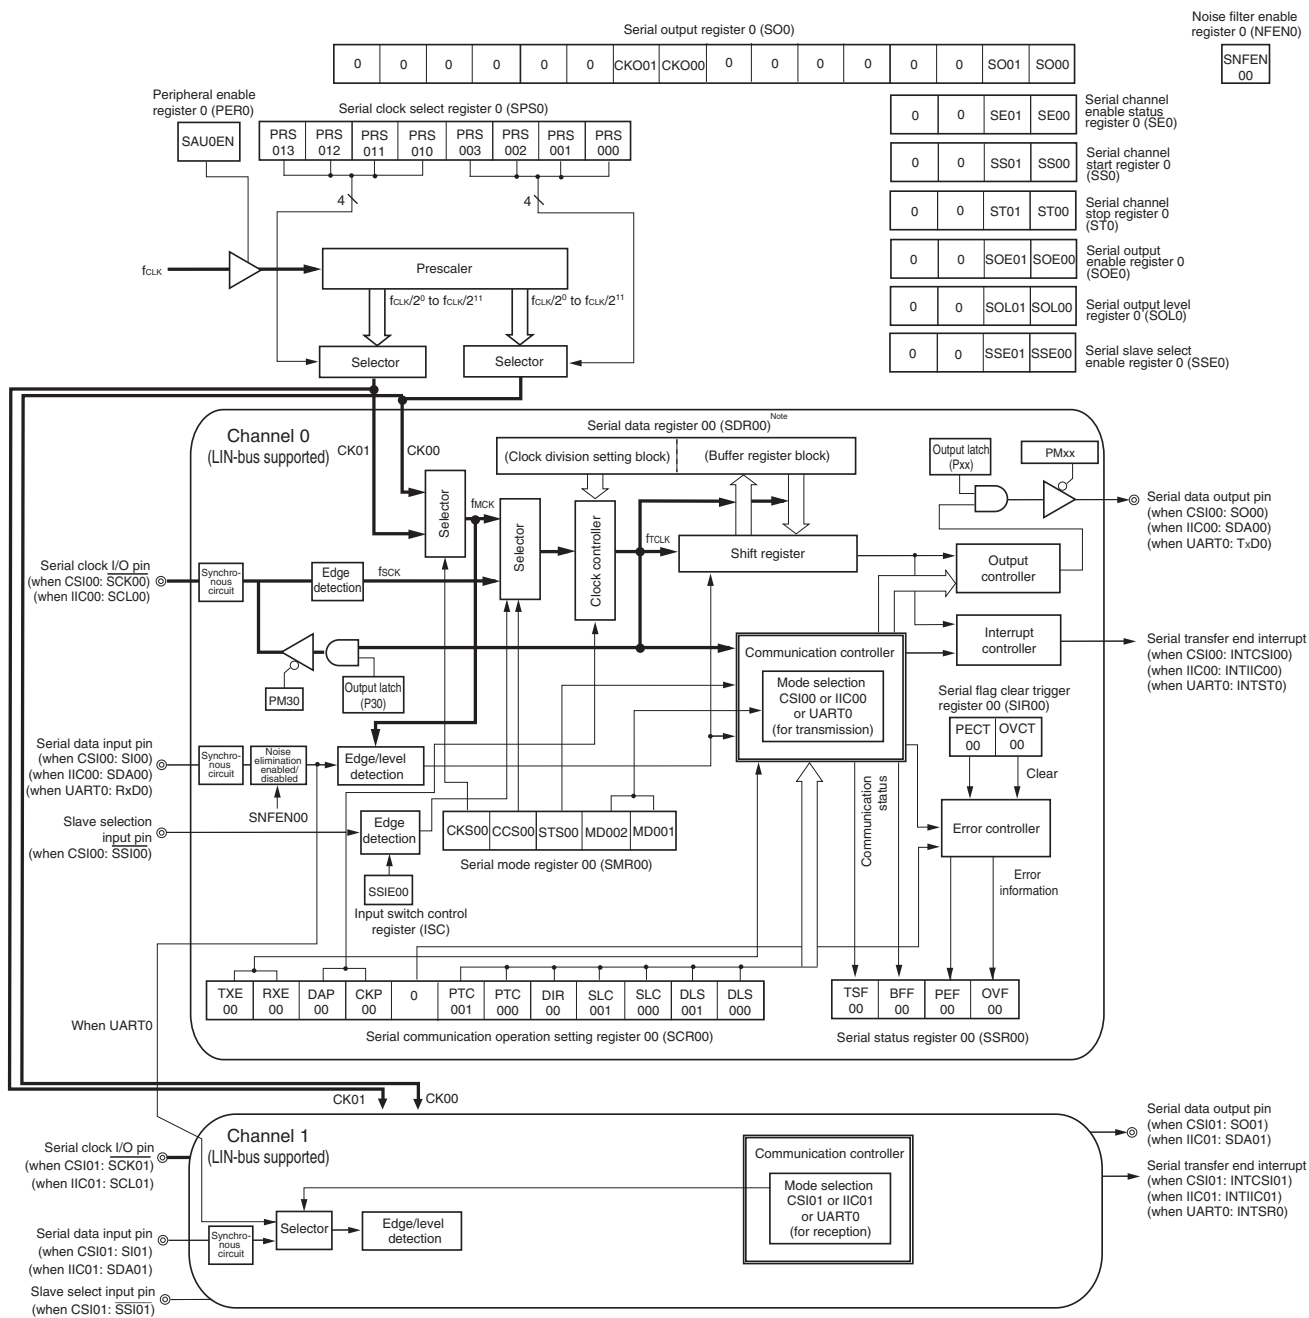 Noise filter enable
register 0 (NFEN0)
SNFEN
00
Serial output register 0 (SO0)
0 0 0 0 0 0 CKO01 CKO00 0 0 0 0 0 0 SO01 SO00
Peripheral enable
register 0 (PER0)
SAU0EN
Serial clock select register 0 (SPS0)
PRS PRS PRS PRS PRS PRS PRS PRS
013 012 011 010 003 002 001 000
4
4
0 0 SE01 SE00
Serial channel
enable status
register 0 (SE0)
0 0 SS01 SS00
Serial channel
start register 0
(SS0)
0 0 ST01 ST00
Serial channel
stop register 0
(ST0)
0 0 SOE01 SOE00
Serial output
enable register 0
(SOE0)
0 0 SOL01 SOL00
Serial output level
register 0 (SOL0)
0 0 SSE01 SSE00
Serial slave select
enable register 0 (SSE0)
fCLK
Prescaler
fCLK/2⁰ to fCLK/2¹¹
fCLK/2⁰ to fCLK/2¹¹
Selector
Selector
Channel 0
(LIN-bus supported)
CK01
CK00
Serial data register 00 (SDR00) Note
(Clock division setting block)
(Buffer register block)
Selector
fMCK
Selector
Clock controller
fTCLK
Shift register
Output latch
(Pxx)
PMxx
Serial data output pin
(when CSI00: SO00)
(when IIC00: SDA00)
(when UART0: TxD0)
Output
controller
Serial clock I/O pin
(when CSI00: SCK00)
(when IIC00: SCL00)
Synchro-
nous
circuit
Edge
detection
fSCK
Interrupt
controller
Serial transfer end interrupt
(when CSI00: INTCSI00)
(when IIC00: INTIIC00)
(when UART0: INTST0)
Communication controller
Mode selection
CSI00 or IIC00
or UART0
(for transmission)
PM30
Output latch
(P30)
Serial flag clear trigger
register 00 (SIR00)
PECT OVCT
00 00
Clear
Serial data input pin
(when CSI00: SI00)
(when IIC00: SDA00)
(when UART0: RxD0)
Synchro-
nous
circuit
Noise
elimination
enabled/
disabled
SNFEN00
Edge/level
detection
Communication
status
Slave selection
input pin
(when CSI00: SSI00)
Edge
detection
SSIE00
Input switch control
register (ISC)
CKS00 CCS00 STS00 MD002 MD001
Serial mode register 00 (SMR00)
Error controller
Error
information
TXE RXE DAP CKP 0 PTC PTC DIR SLC SLC DLS DLS
00 00 00 00 001 000 00 001 000 001 000
Serial communication operation setting register 00 (SCR00)
TSF BFF PEF OVF
00 00 00 00
Serial status register 00 (SSR00)
When UART0
CK01
CK00
Channel 1
(LIN-bus supported)
Serial clock I/O pin
(when CSI01: SCK01)
(when IIC01: SCL01)
Serial data input pin
(when CSI01: SI01)
(when IIC01: SDA01)
Synchro-
nous
circuit
Selector
Edge/level
detection
Slave select input pin
(when CSI01: SSI01)
Communication controller
Mode selection
CSI01 or IIC01
or UART0
(for reception)
Serial data output pin
(when CSI01: SO01)
(when IIC01: SDA01)
Serial transfer end interrupt
(when CSI01: INTCSI01)
(when IIC01: INTIIC01)
(when UART0: INTSR0)